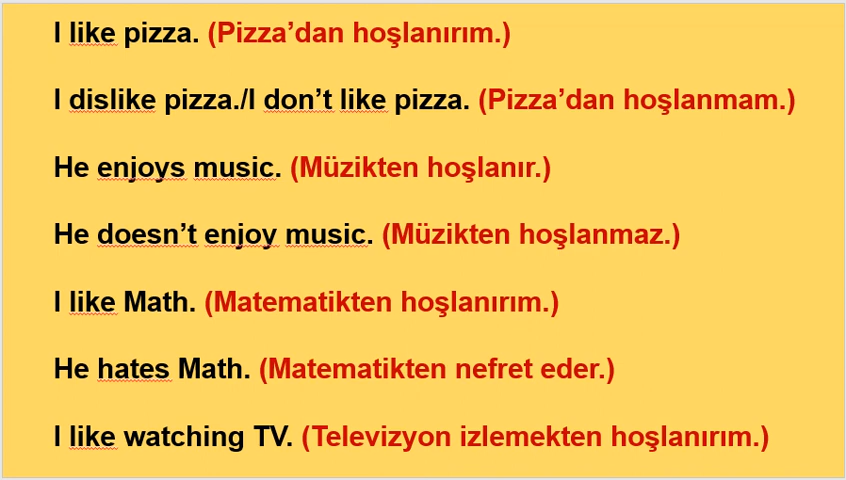 I like pizza. (Pizza’dan hoşlanırım.)
I dislike pizza./I don’t like pizza. (Pizza’dan hoşlanmam.)
He enjoys music. (Müzikten hoşlanır.)
He doesn’t enjoy music. (Müzikten hoşlanmaz.)
I like Math. (Matematikten hoşlanırım.)
He hates Math. (Matematikten nefret eder.)
I like watching TV. (Televizyon izlemekten hoşlanırım.)